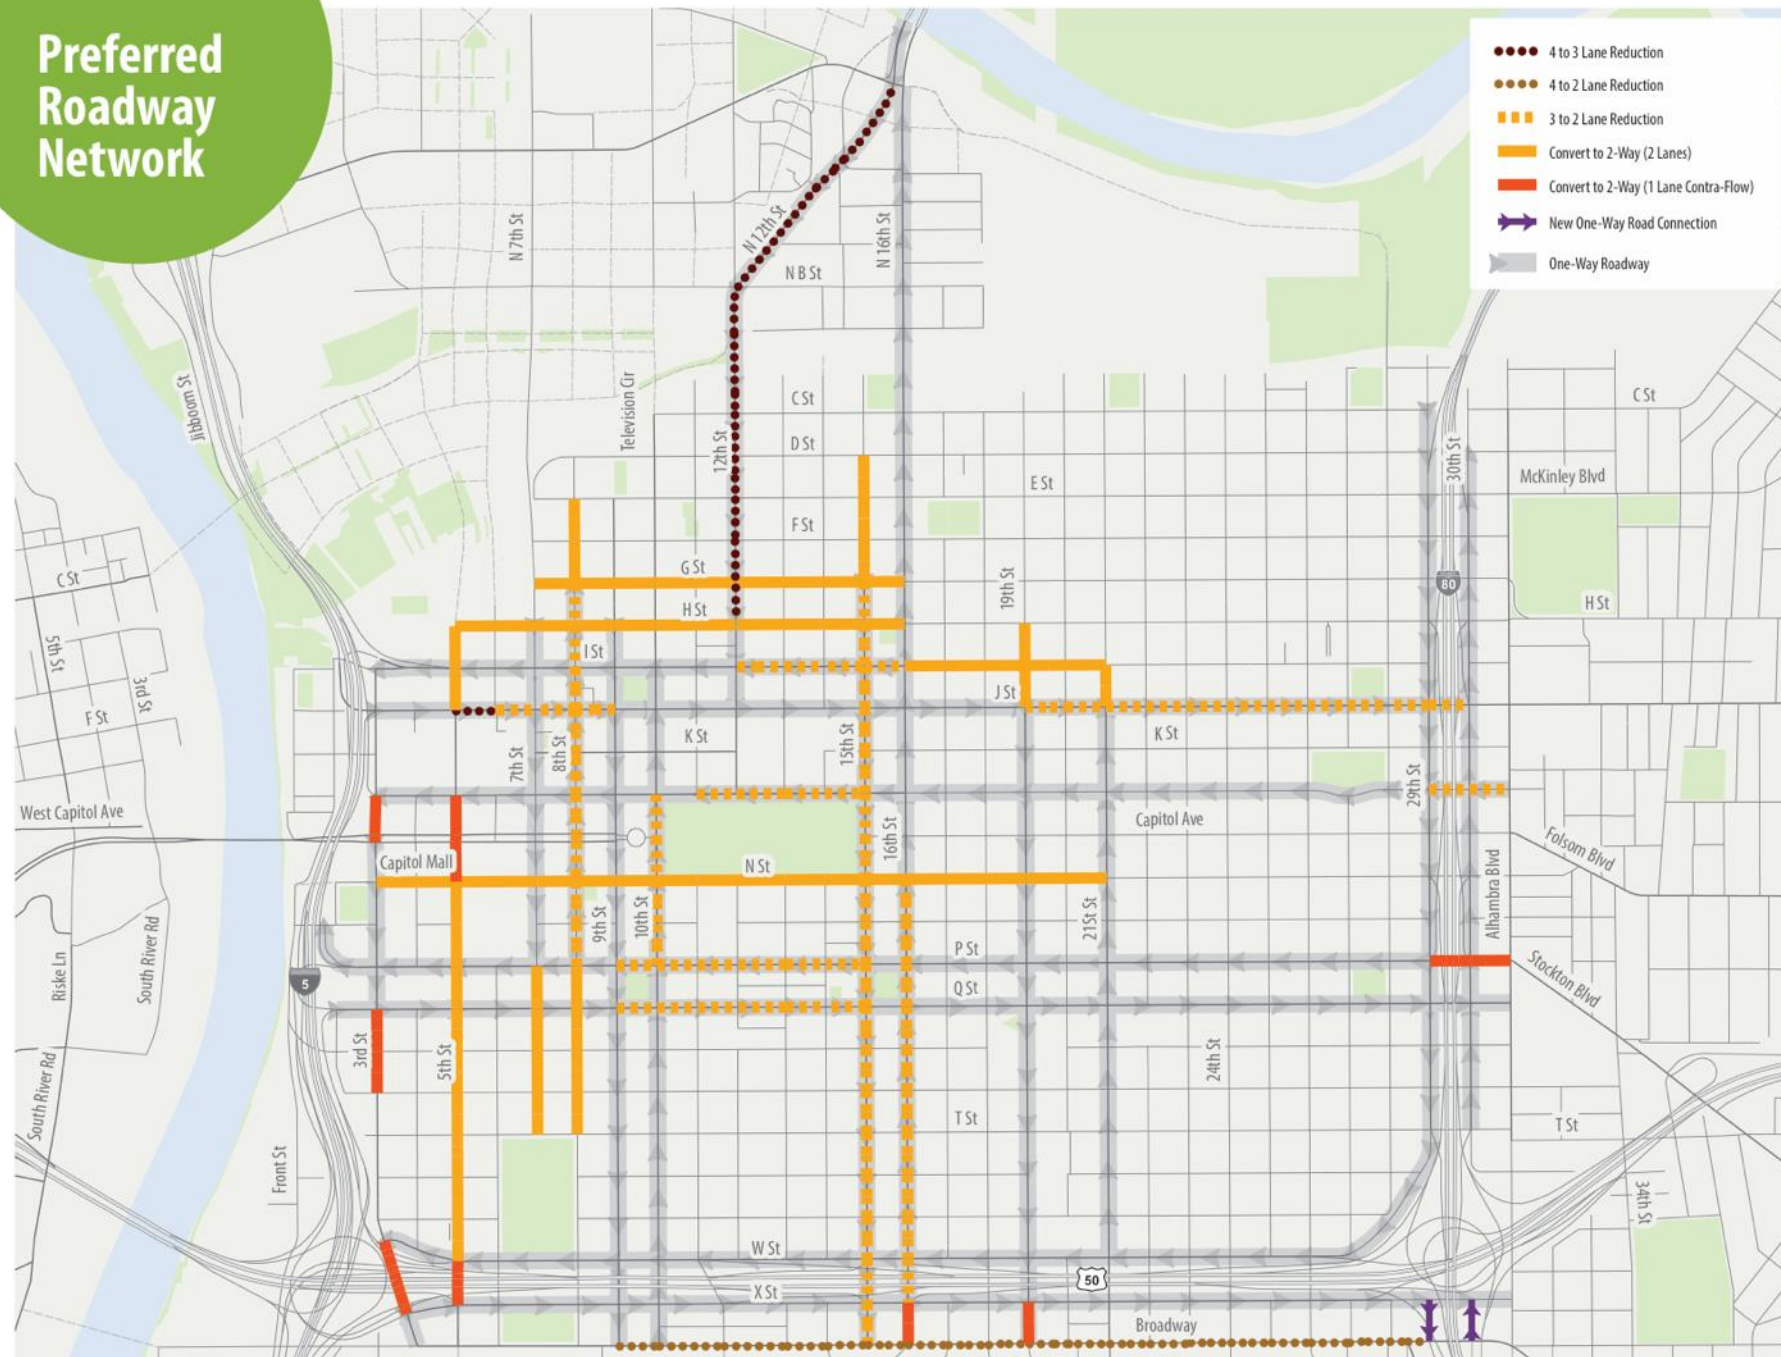 Preferred
Roadway
Network
4 to 3 Lane Reduction
4 to 2 Lane Reduction
3 to 2 Lane Reduction
Convert to 2-Way (2 Lanes)
Convert to 2-Way (1 Lane Contra-Flow)
New One-Way Road Connection
One-Way Roadway
N 7th St
N 12th St
N 16th St
N B St
Jibboom St
Television Cir
12th St
C St
D St
E St
F St
G St
H St
I St
J St
K St
K St
19th St
30th St
C St
McKinley Blvd
80
H St
C St
5th St
3rd St
F St
West Capitol Ave
7th St
8th St
15th St
29th St
16th St
Capitol Ave
Capitol Mall
N St
Folsom Blvd
Alhambra Blvd
9th St
10th St
21St St
P St
Q St
Stockton Blvd
Riske Ln
South River Rd
5
3rd St
5th St
24th St
South River Rd
T St
T St
Front St
34th St
W St
50
X St
Broadway